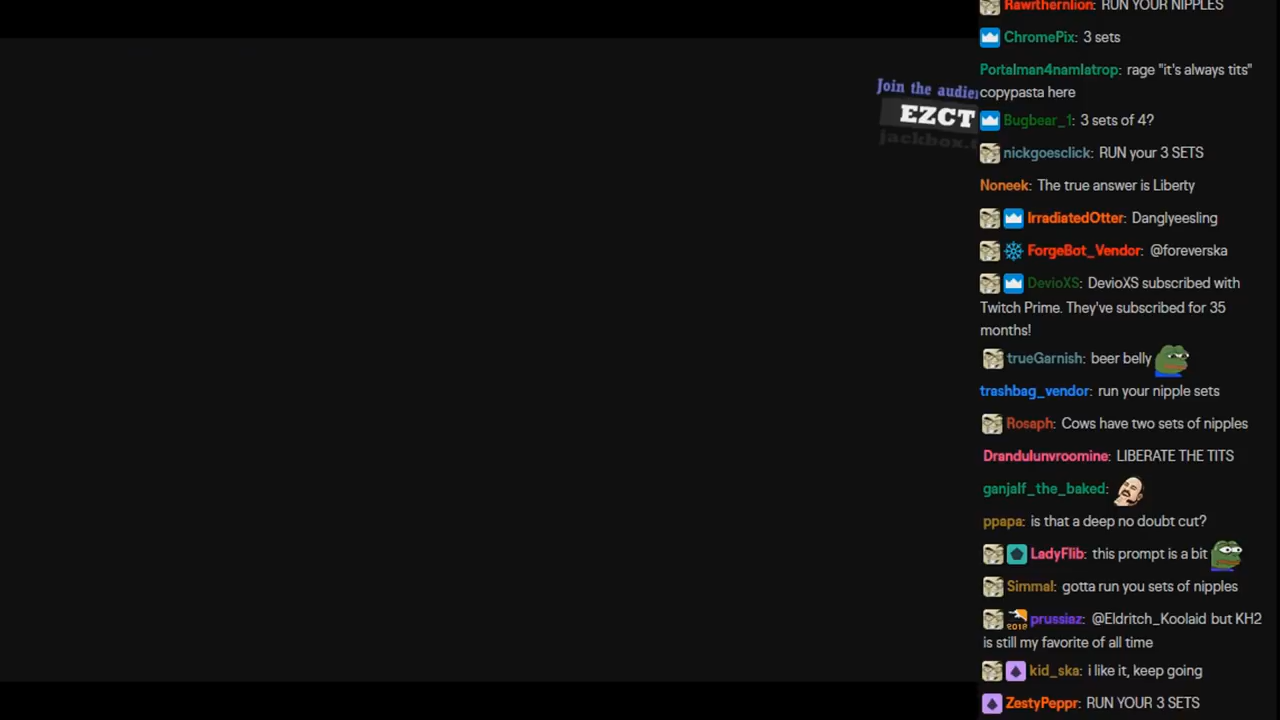 Join the audien
EZCT
jackbox.t
Rawrthernlion: RUN YOUR NIPPLES
ChromePix: 3 sets
Portalman4namlatrop: rage "it's always tits"
copypasta here
Bugbear_1: 3 sets of 4?
nickgoesclick: RUN your 3 SETS
Noneek: The true answer is Liberty
IrradiatedOtter: Danglyeesling
ForgeBot_Vendor: @foreverska
DevioXS: DevioXS subscribed with
Twitch Prime. They've subscribed for 35
months!
trueGarnish: beer belly
trashbag_vendor: run your nipple sets
Rosaph: Cows have two sets of nipples
Drandulunvroomine: LIBERATE THE TITS
ganjalf_the_baked:
ppapa: is that a deep no doubt cut?
LadyFlib: this prompt is a bit
Simmal: gotta run you sets of nipples
2018 prussiaz: @Eldritch_Koolaid but KH2
is still my favorite of all time
kid_ska: i like it, keep going
ZestyPeppr: RUN YOUR 3 SETS